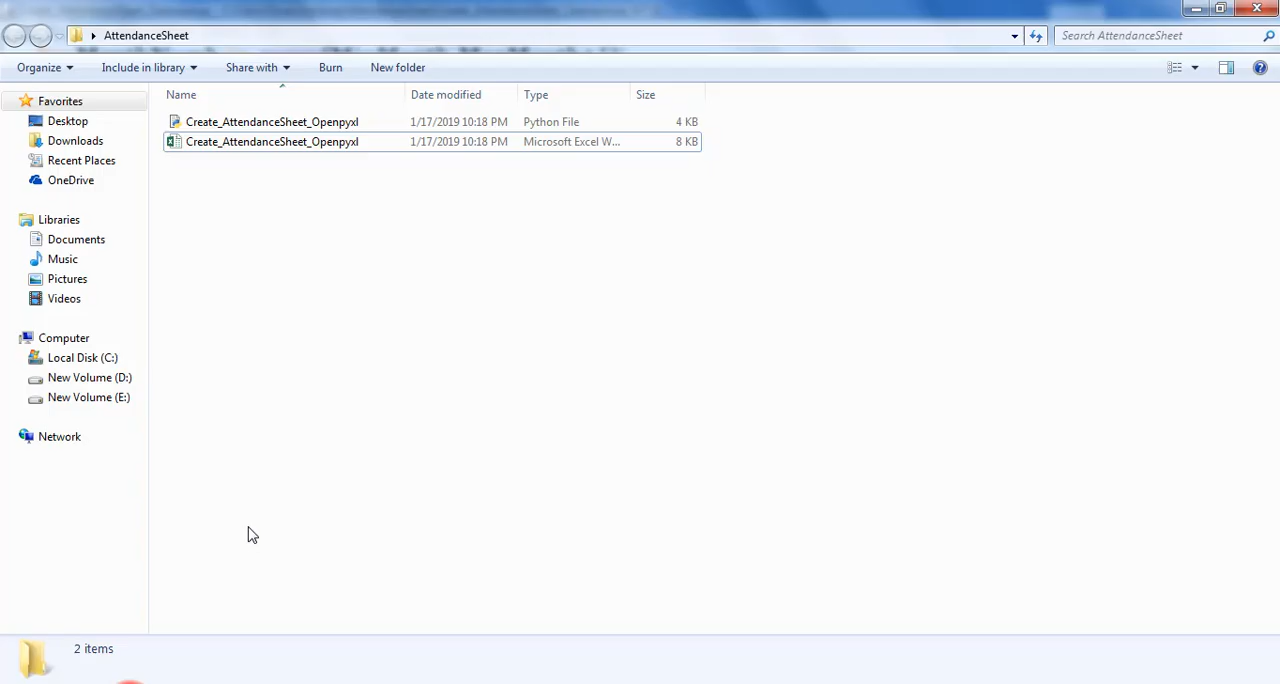 AttendanceSheet
Search AttendanceSheet
Organize
Include in library
Share with
Burn
New folder
Name
Date modified
Type
Size
Create_AttendanceSheet_Openpyxl 1/17/2019 10:18 PM Python File 4 KB
Create_AttendanceSheet_Openpyxl 1/17/2019 10:18 PM Microsoft Excel W... 8 KB
Favorites
Desktop
Downloads
Recent Places
OneDrive
Libraries
Documents
Music
Pictures
Videos
Computer
Local Disk (C:)
New Volume (D:)
New Volume (E:)
Network
2 items